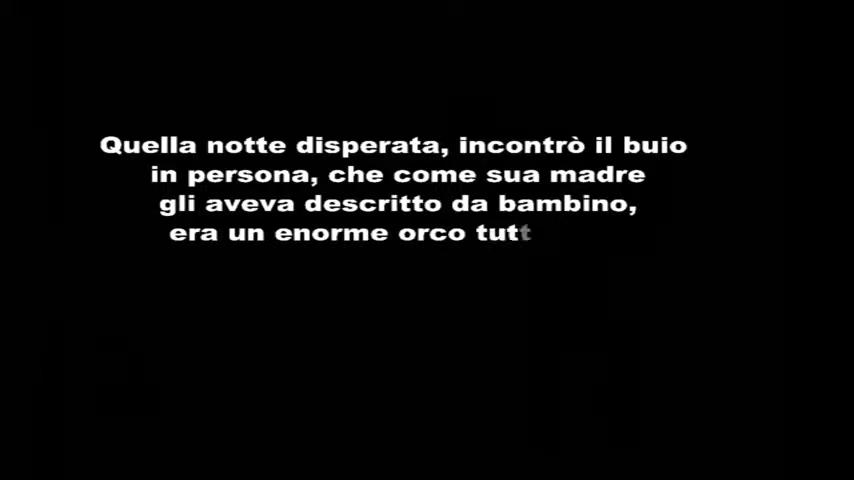 Quella notte disperata, incontrò il buio
in persona, che come sua madre
gli aveva descritto da bambino,
era un enorme orco tutt